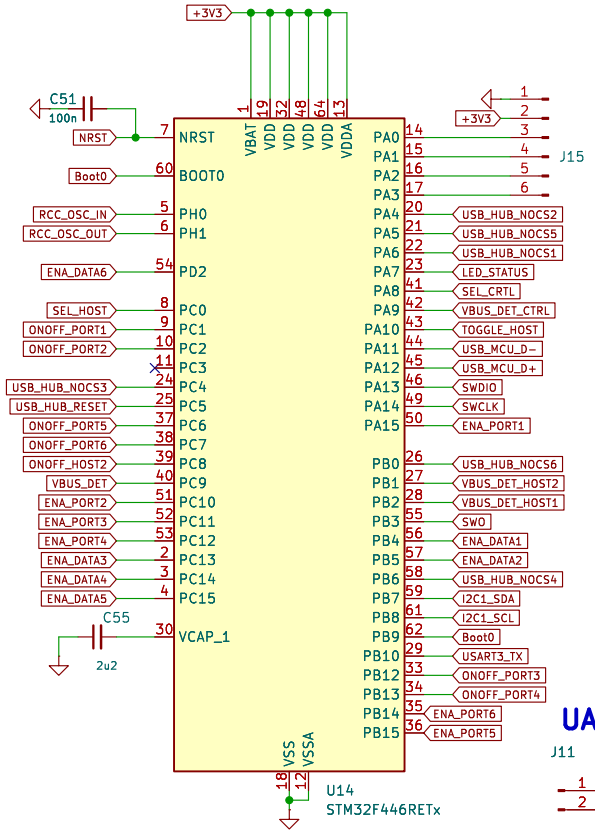 +3V3
C51
100n
NRST 7 NRST
Boot0 60 BOOT0
RCC_OSC_IN 5 PH0
RCC_OSC_OUT 6 PH1
ENA_DATA6 54 PD2
SEL_HOST 8 PC0
ONOFF_PORT1 9 PC1
ONOFF_PORT2 10 PC2
11 PC3
USB_HUB_NOCS3 24 PC4
USB_HUB_RESET 25 PC5
ONOFF_PORT5 37 PC6
ONOFF_PORT6 38 PC7
ONOFF_HOST2 39 PC8
VBUS_DET 40 PC9
ENA_PORT2 51 PC10
ENA_PORT3 52 PC11
ENA_PORT4 53 PC12
ENA_DATA3 2 PC13
ENA_DATA4 3 PC14
ENA_DATA5 4 PC15
C55
2u2
30 VCAP_1
1 VBAT
19 VDD
32 VDD
48 VDD
64 VDD
13 VDDA
PA0 14
PA1 15
PA2 16
PA3 17
PA4 20 USB_HUB_NOCS2
PA5 21 USB_HUB_NOCS5
PA6 22 USB_HUB_NOCS1
PA7 23 LED_STATUS
PA8 41 SEL_CRTL
PA9 42 VBUS_DET_CTRL
PA10 43 TOGGLE_HOST
PA11 44 USB_MCU_D-
PA12 45 USB_MCU_D+
PA13 46 SWDIO
PA14 49 SWCLK
PA15 50 ENA_PORT1
PB0 26 USB_HUB_NOCS6
PB1 27 VBUS_DET_HOST2
PB2 28 VBUS_DET_HOST1
PB3 55 SWO
PB4 56 ENA_DATA1
PB5 57 ENA_DATA2
PB6 58 USB_HUB_NOCS4
PB7 59 I2C1_SDA
PB8 61 I2C1_SCL
PB9 62 Boot0
PB10 29 USART3_TX
PB12 33 ONOFF_PORT3
PB13 34 ONOFF_PORT4
PB14 35 ENA_PORT6
PB15 36 ENA_PORT5
VSS 18
VSSA 12
U14
STM32F446RETx
1
+3V3 2
3
4
5
6
J15
UA
J11
1
2